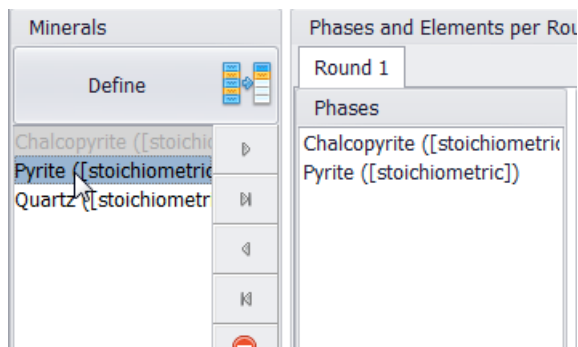 Minerals
Define
Chalcopyrite ([stoichio
Pyrite ([stoichiometric
Quartz ([stoichiometr
Phases and Elements per Rou
Round 1
Phases
Chalcopyrite ([stoichiometric
Pyrite ([stoichiometric])